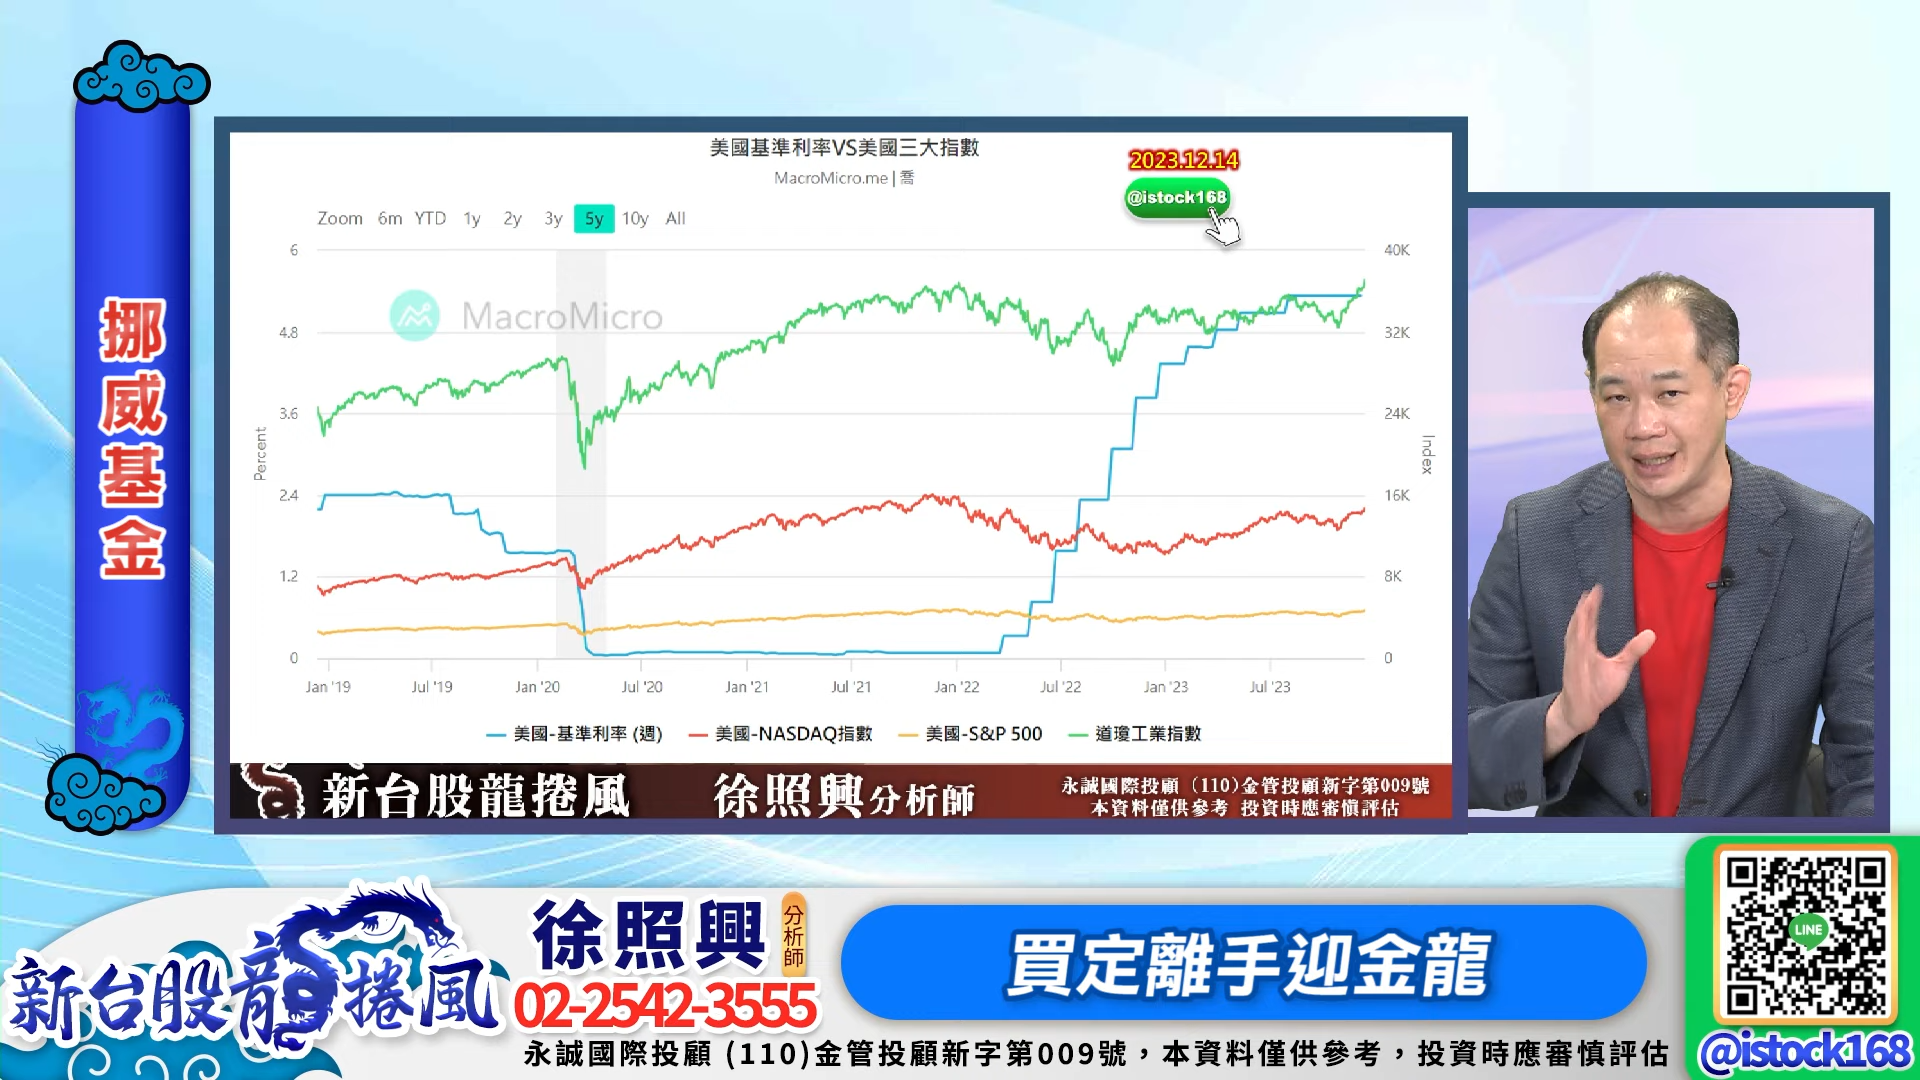 挪威基金
美國基準利率VS美國三大指數
MacroMicro.me | 喬
2023.12.14
@istock168
Zoom 6m YTD 1y 2y 3y 5y 10y All
MacroMicro
6
4.8
3.6
2.4
1.2
0
Percent
40K
32K
24K
16K
8K
0
Index
Jan '19 Jul '19 Jan '20 Jul '20 Jan '21 Jul '21 Jan '22 Jul '22 Jan '23 Jul '23
美國-基準利率 (週) 美國-NASDAQ指數 美國-S&P 500 道瓊工業指數
新台股龍捲風 徐照興分析師
永誠國際投顧 (110)金管投顧新字第009號
本資料僅供參考 投資時應審慎評估
新台股龍捲風
徐照興 分析師
02-2542-3555
買定離手迎金龍
永誠國際投顧 (110)金管投顧新字第009號，本資料僅供參考，投資時應審慎評估
LINE
@istock168